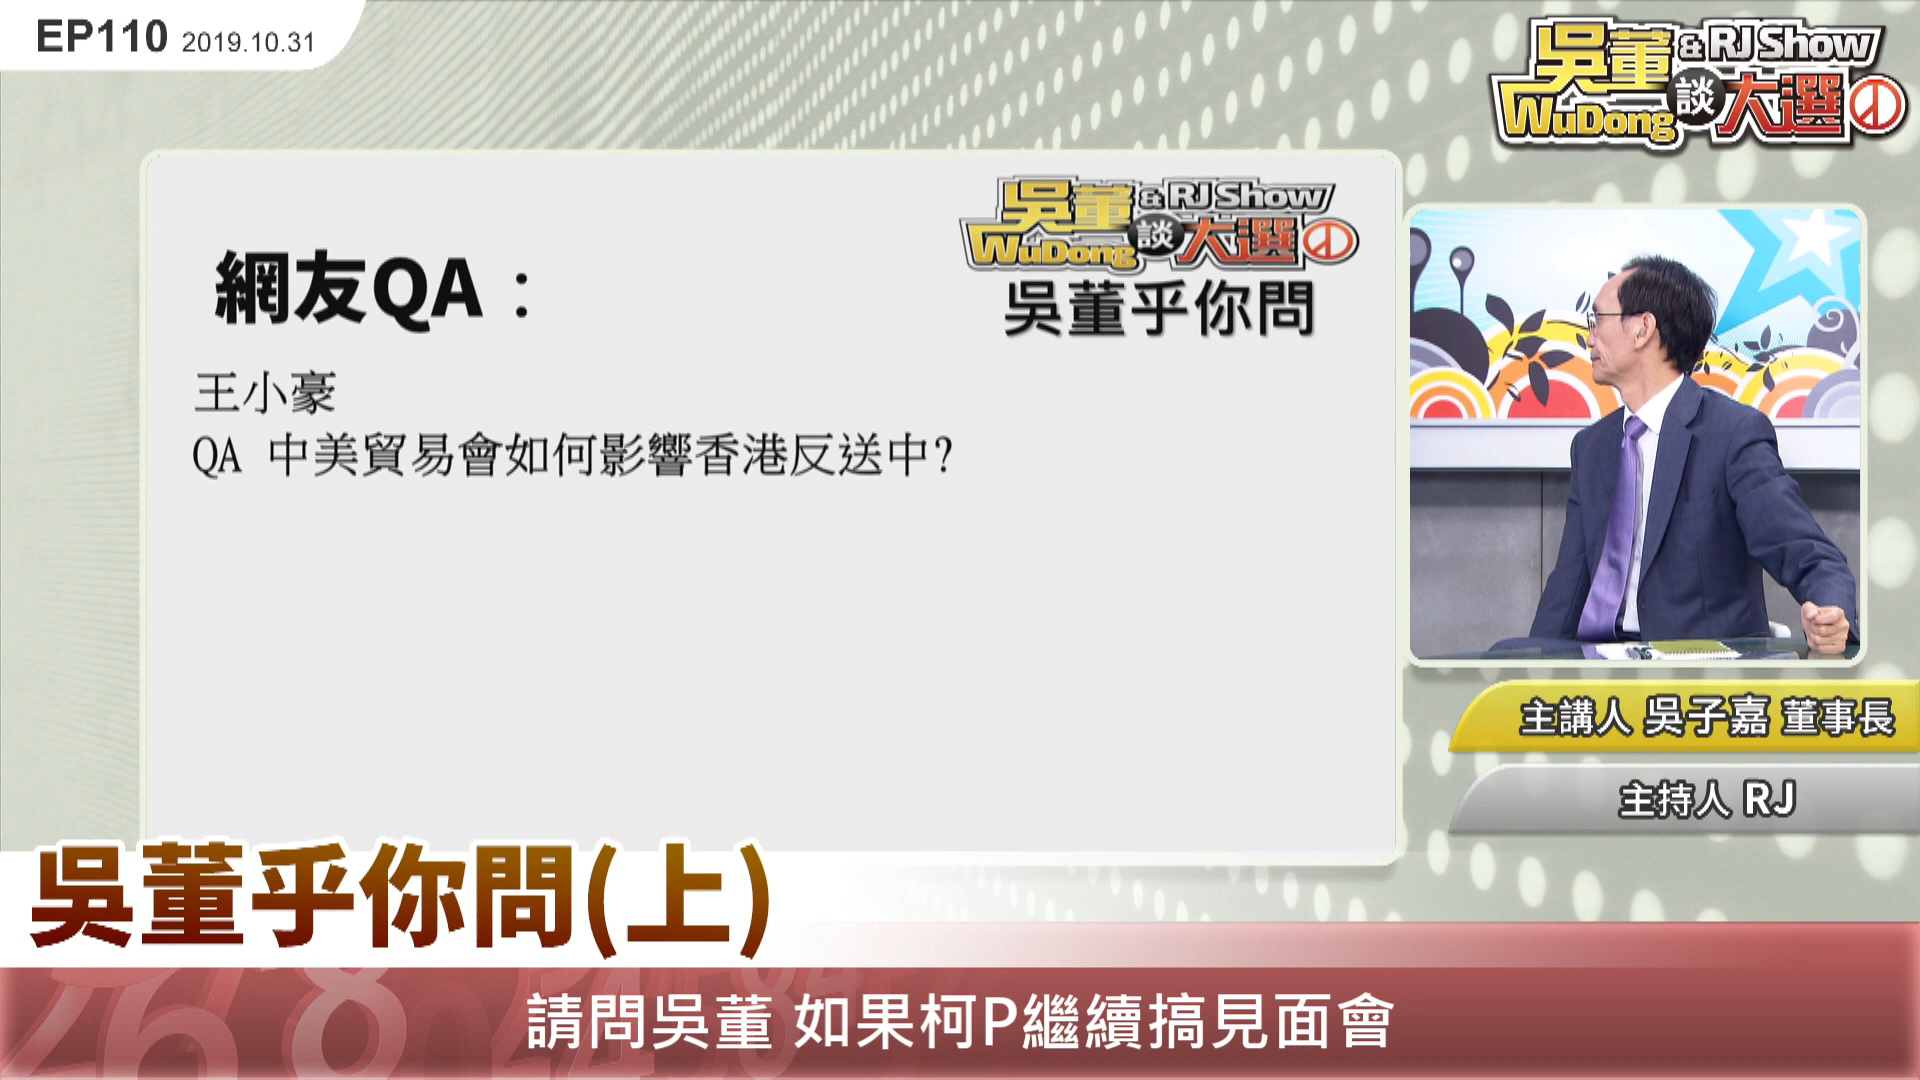 EP110 2019.10.31
吳董 & RJ Show
WuDong 談 大選
吳董 & RJ Show
WuDong 談 大選
吳董乎你問
網友QA：
王小豪
QA 中美貿易會如何影響香港反送中?
主講人 吳子嘉 董事長
主持人 RJ
吳董乎你問(上)
請問吳董 如果柯P繼續搞見面會